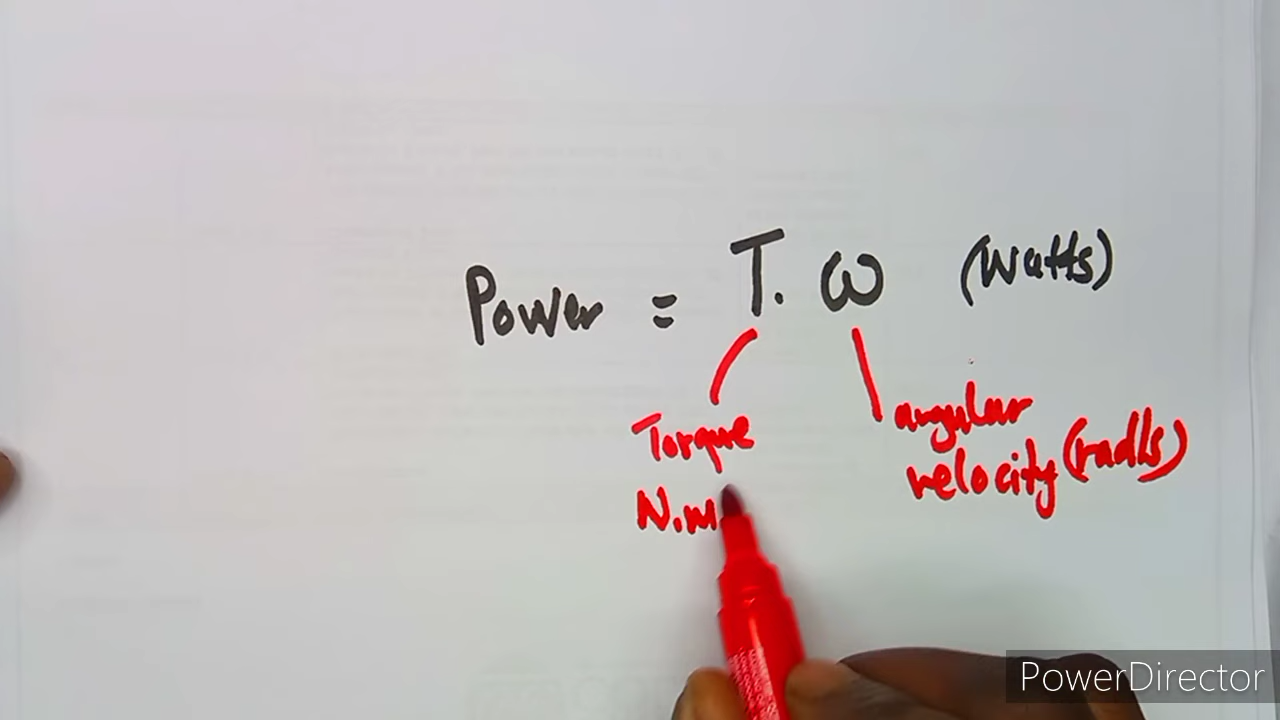 Power = T. ω (Watts)
Torque
N.m
angular
velocity (rad/s)
PowerDirector